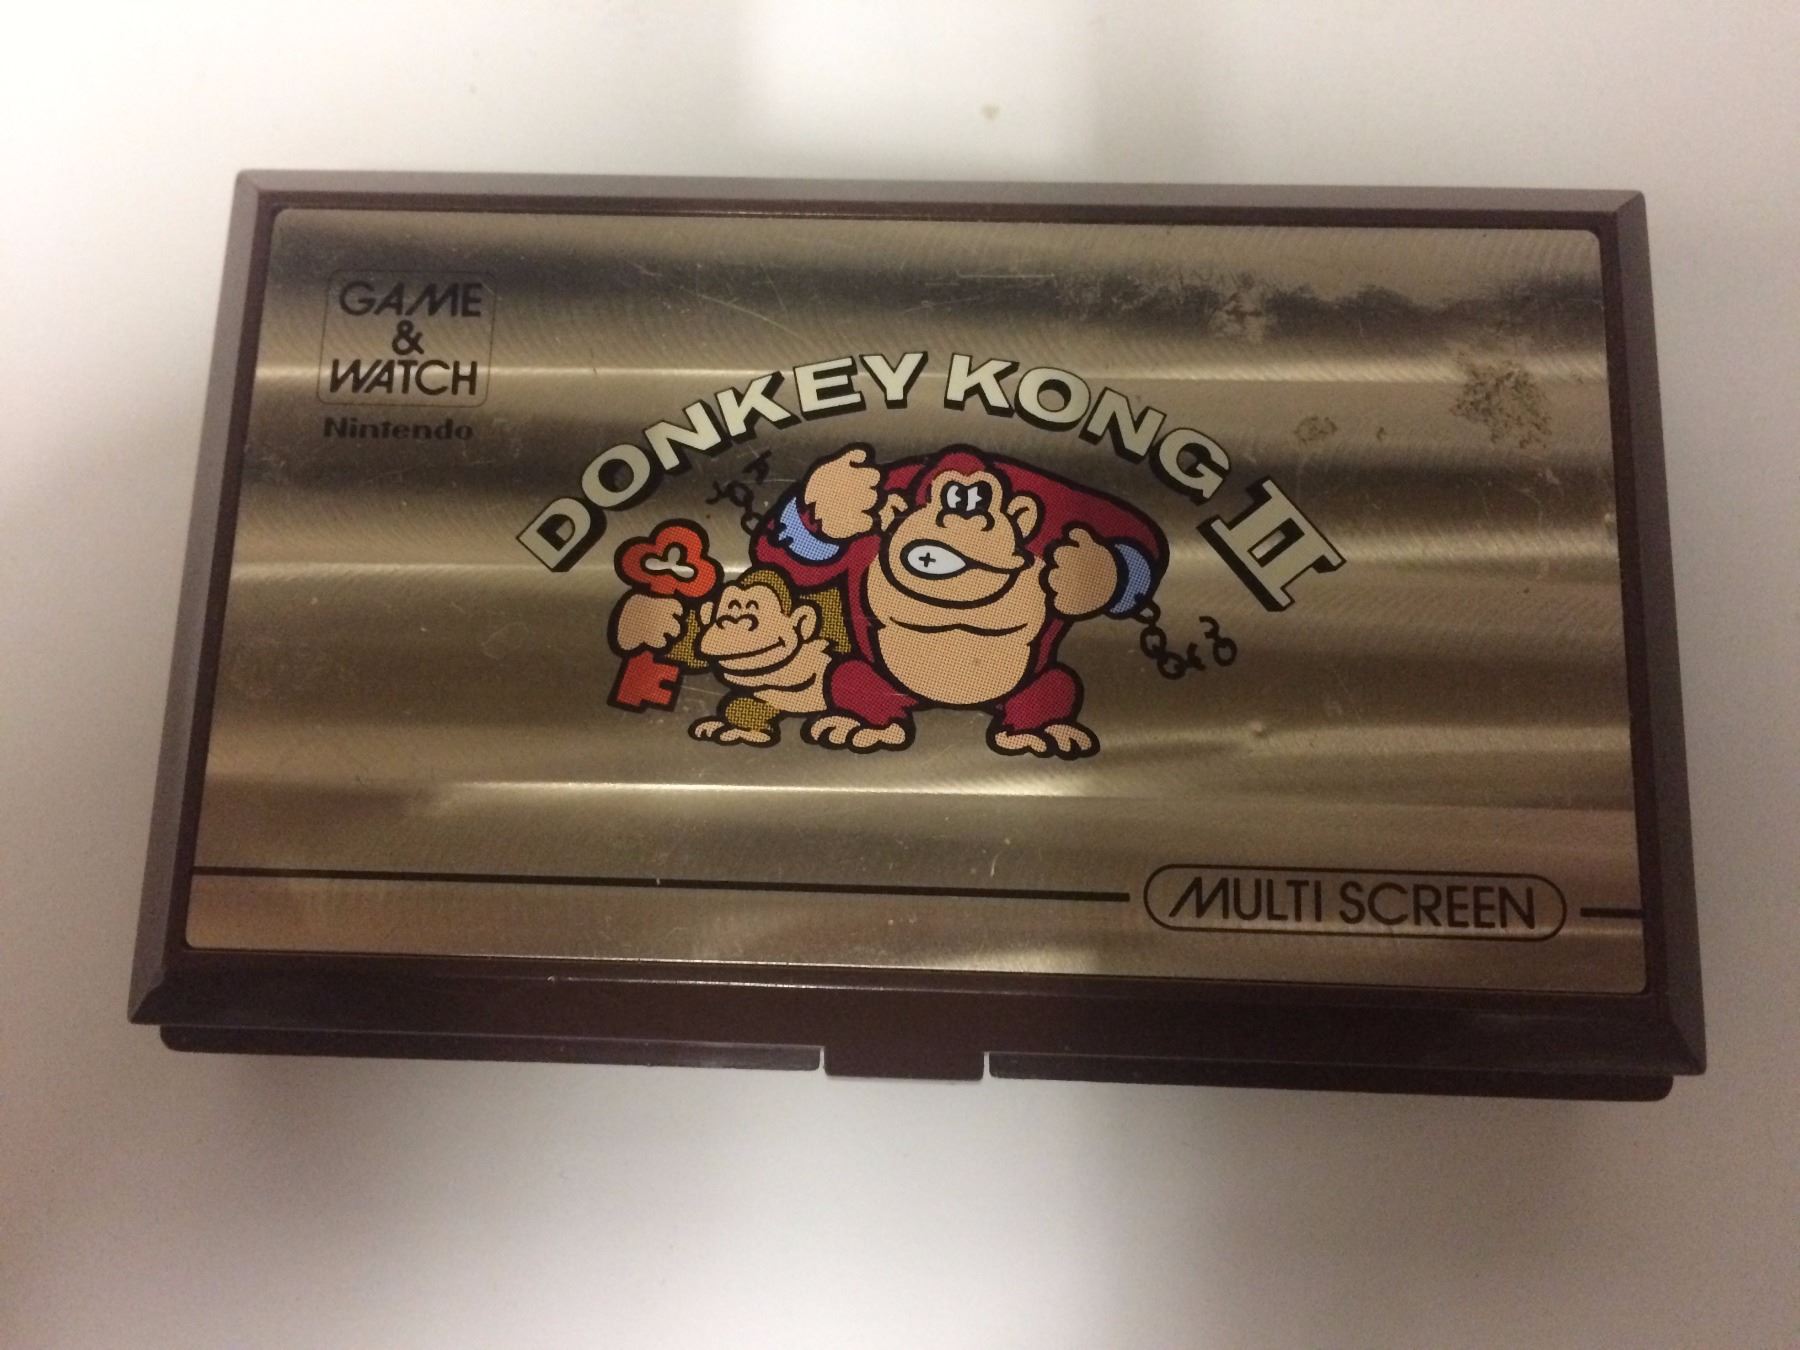 GAME
&
WATCH
Nintendo
DONKEY KONG II
MULTI SCREEN